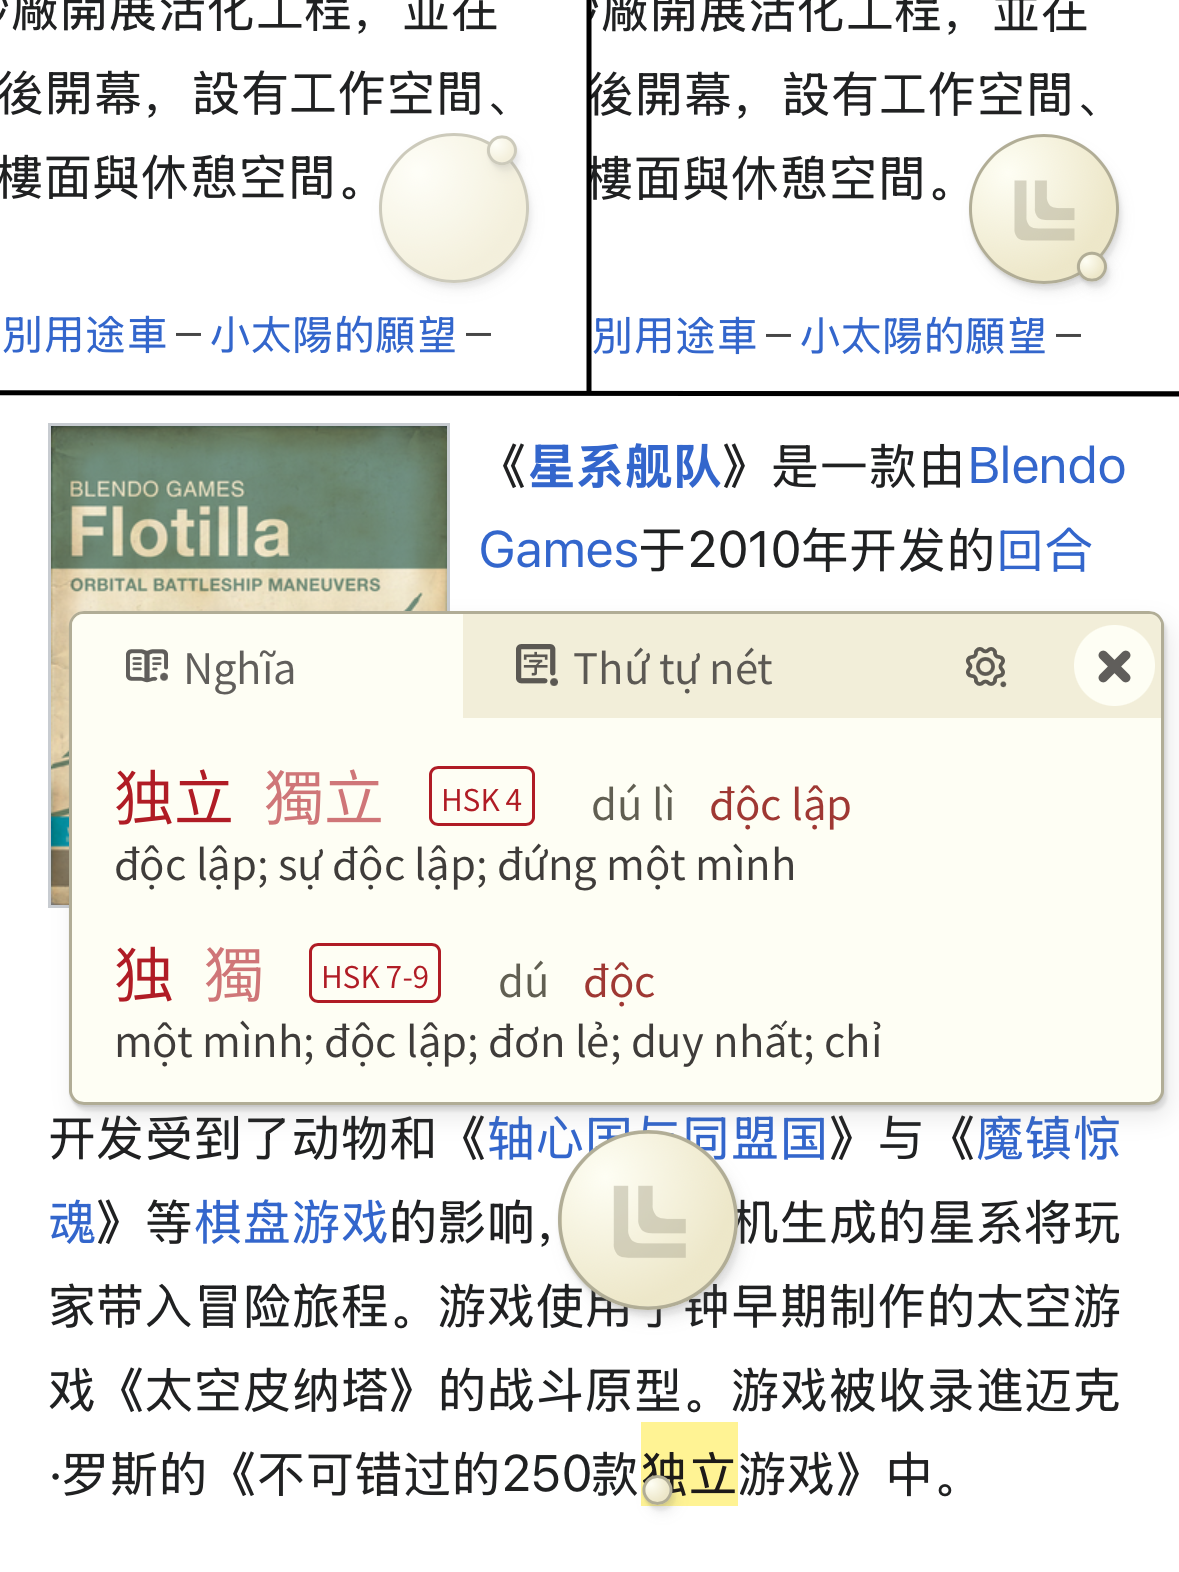 廠開展活化工程，並在
後開幕，設有工作空間、
樓面與休憩空間。
別用途車 – 小太陽的願望 –
廠開展活化工程，並在
後開幕，設有工作空間、
樓面與休憩空間。
別用途車 – 小太陽的願望 –
BLENDO GAMES
Flotilla
ORBITAL BATTLESHIP MANEUVERS
《星系舰队》是一款由Blendo
Games于2010年开发的回合
Nghĩa
Thứ tự nét
独立 獨立 HSK 4 dú lì độc lập
độc lập; sự độc lập; đứng một mình
独 獨 HSK 7-9 dú độc
một mình; độc lập; đơn lẻ; duy nhất; chỉ
开发受到了动物和《轴心国与同盟国》与《魔镇惊
魂》等棋盘游戏的影响，机生成的星系将玩
家带入冒险旅程。游戏使用了钟早期制作的太空游
戏《太空皮纳塔》的战斗原型。游戏被收录進迈克
·罗斯的《不可错过的250款独立游戏》中。